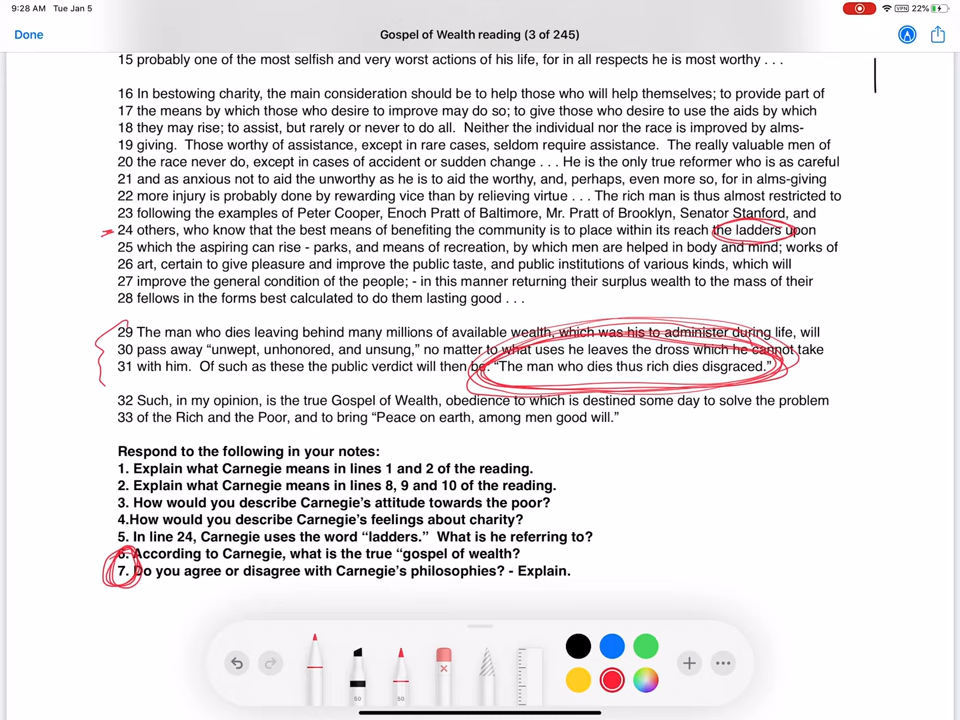 9:28 AM Tue Jan 5
VPN 22%
Done
Gospel of Wealth reading (3 of 245)
15 probably one of the most selfish and very worst actions of his life, for in all respects he is most worthy . . .
16 In bestowing charity, the main consideration should be to help those who will help themselves; to provide part of
17 the means by which those who desire to improve may do so; to give those who desire to use the aids by which
18 they may rise; to assist, but rarely or never to do all. Neither the individual nor the race is improved by alms-
19 giving. Those worthy of assistance, except in rare cases, seldom require assistance. The really valuable men of
20 the race never do, except in cases of accident or sudden change . . . He is the only true reformer who is as careful
21 and as anxious not to aid the unworthy as he is to aid the worthy, and, perhaps, even more so, for in alms-giving
22 more injury is probably done by rewarding vice than by relieving virtue . . . The rich man is thus almost restricted to
23 following the examples of Peter Cooper, Enoch Pratt of Baltimore, Mr. Pratt of Brooklyn, Senator Stanford, and
24 others, who know that the best means of benefiting the community is to place within its reach the ladders upon
25 which the aspiring can rise - parks, and means of recreation, by which men are helped in body and mind; works of
26 art, certain to give pleasure and improve the public taste, and public institutions of various kinds, which will
27 improve the general condition of the people; - in this manner returning their surplus wealth to the mass of their
28 fellows in the forms best calculated to do them lasting good . . .
29 The man who dies leaving behind many millions of available wealth, which was his to administer during life, will
30 pass away “unwept, unhonored, and unsung,” no matter to what uses he leaves the dross which he cannot take
31 with him. Of such as these the public verdict will then be: “The man who dies thus rich dies disgraced.”
32 Such, in my opinion, is the true Gospel of Wealth, obedience to which is destined some day to solve the problem
33 of the Rich and the Poor, and to bring “Peace on earth, among men good will.”
Respond to the following in your notes:
1. Explain what Carnegie means in lines 1 and 2 of the reading.
2. Explain what Carnegie means in lines 8, 9 and 10 of the reading.
3. How would you describe Carnegie’s attitude towards the poor?
4.How would you describe Carnegie’s feelings about charity?
5. In line 24, Carnegie uses the word “ladders.” What is he referring to?
6. According to Carnegie, what is the true “gospel of wealth?
7. Do you agree or disagree with Carnegie’s philosophies? - Explain.
50 50